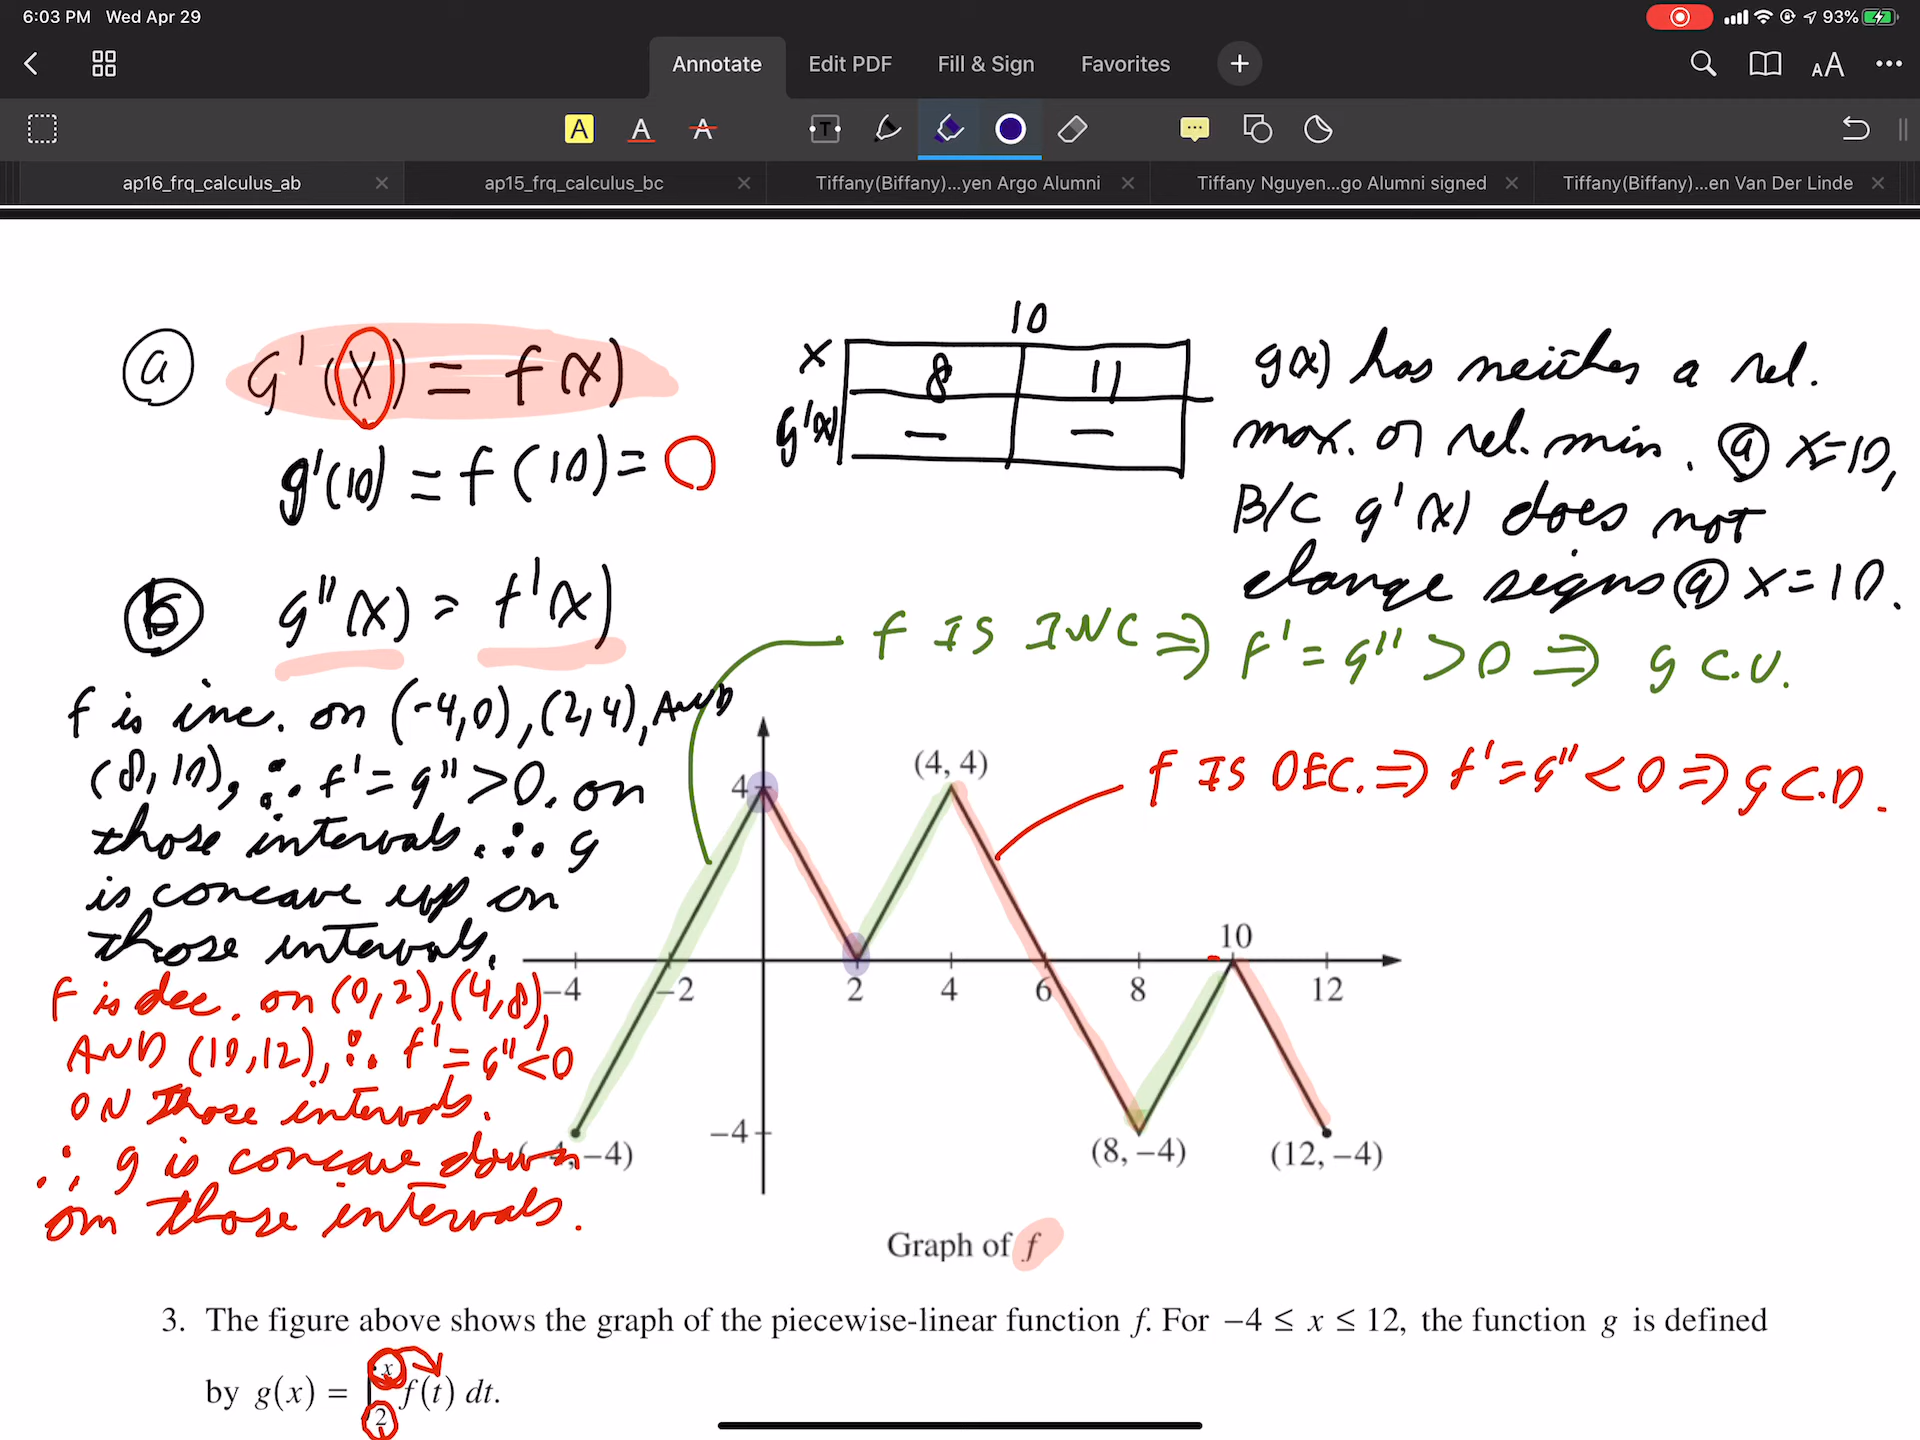 6:03 PM Wed Apr 29
93%
Annotate Edit PDF Fill & Sign Favorites
AA
A A A T
ap16_frq_calculus_ab
ap15_frq_calculus_bc
Tiffany(Biffany)...yen Argo Alumni
Tiffany Nguyen...go Alumni signed
Tiffany(Biffany)...en Van Der Linde
a g'(x) = f(x)
g'(10) = f(10) = 0
10
x 8 11
g'(x) – –
g(x) has neither a rel.
max. or rel. min. @ x=10,
B/C g'(x) does not
change signs @ x=10.
b g''(x) = f'(x)
f IS INC ⇒ f' = g'' > 0 ⇒ g C.U.
f is inc. on (-4,0), (2,4), AND
(8,10), ∴ f' = g'' > 0. on
those intervals. ∴ g
is concave up on
those intervals.
f IS DEC. ⇒ f' = g'' < 0 ⇒ g C.D.
F is dec. on (0,2), (4,8),
AND (10,12), ∴ f' = g'' < 0
ON those intervals.
∴ g is concave down
on those intervals.
4
(4, 4)
10
−4 −2 2 4 6 8 12
−4
, −4)
(8, −4)
(12, −4)
Graph of f
3. The figure above shows the graph of the piecewise-linear function f. For −4 ≤ x ≤ 12, the function g is defined
by g(x) = ∫₂ˣ f(t) dt.